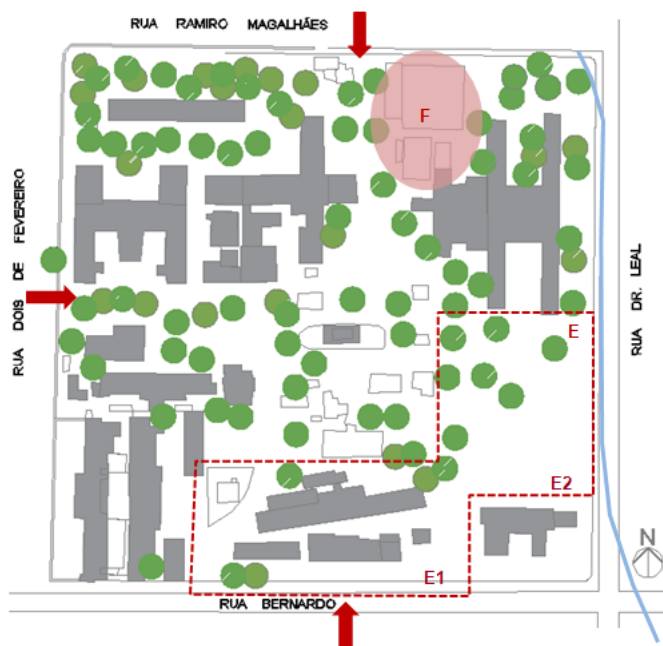 RUA RAMIRO MAGALHÃES
F
RUA DOIS DE FEVEREIRO
RUA DR. LEAL
E
E2
N
E1
RUA BERNARDO